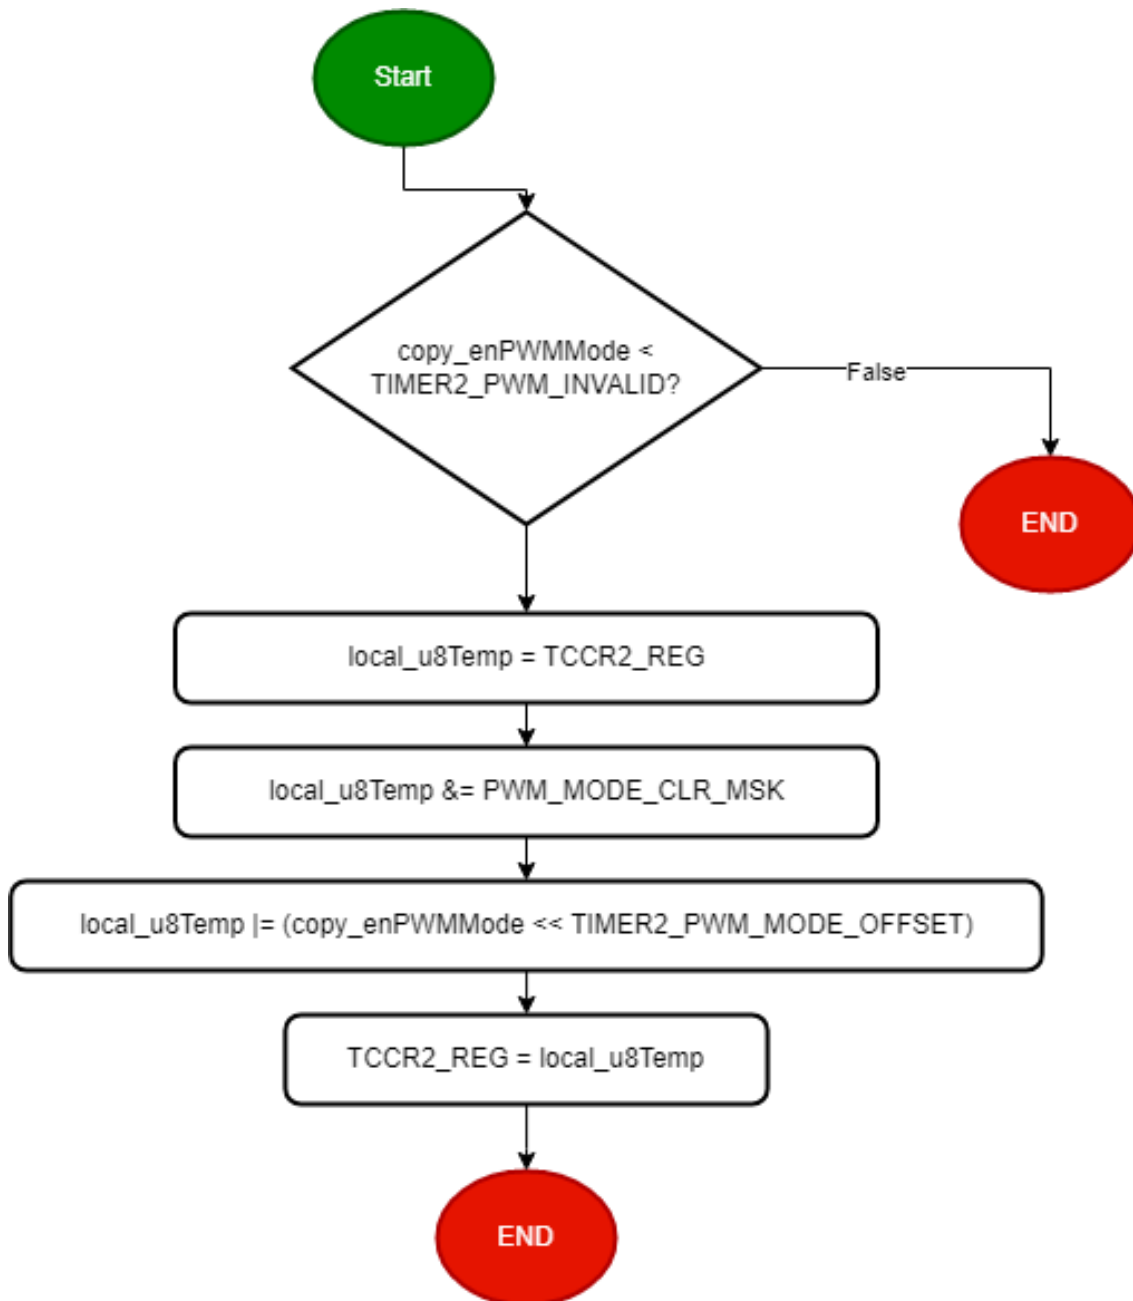 Start
copy_enPWMMode <
TIMER2_PWM_INVALID?
False
END
local_u8Temp = TCCR2_REG
local_u8Temp &= PWM_MODE_CLR_MSK
local_u8Temp |= (copy_enPWMMode << TIMER2_PWM_MODE_OFFSET)
TCCR2_REG = local_u8Temp
END